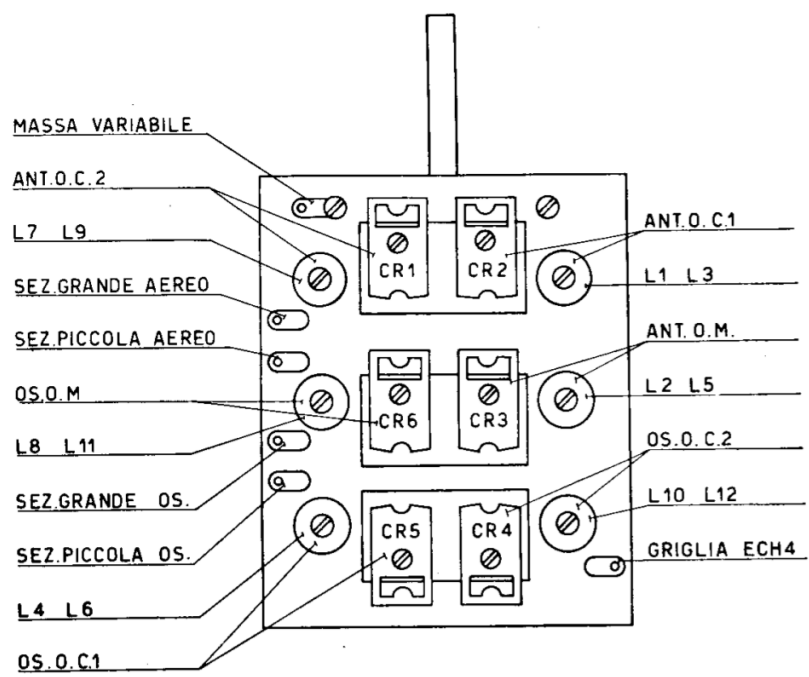 MASSA VARIABILE
ANT.O.C.2
L7 L9
SEZ.GRANDE AEREO
SEZ.PICCOLA AEREO
OS.O.M
L8 L11
SEZ.GRANDE OS.
SEZ.PICCOLA OS.
L4 L6
OS.O.C.1
CR1 CR2
CR6 CR3
CR5 CR4
ANT.O.C.1
L1 L3
ANT.O.M.
L2 L5
OS.O.C.2
L10 L12
GRIGLIA ECH4